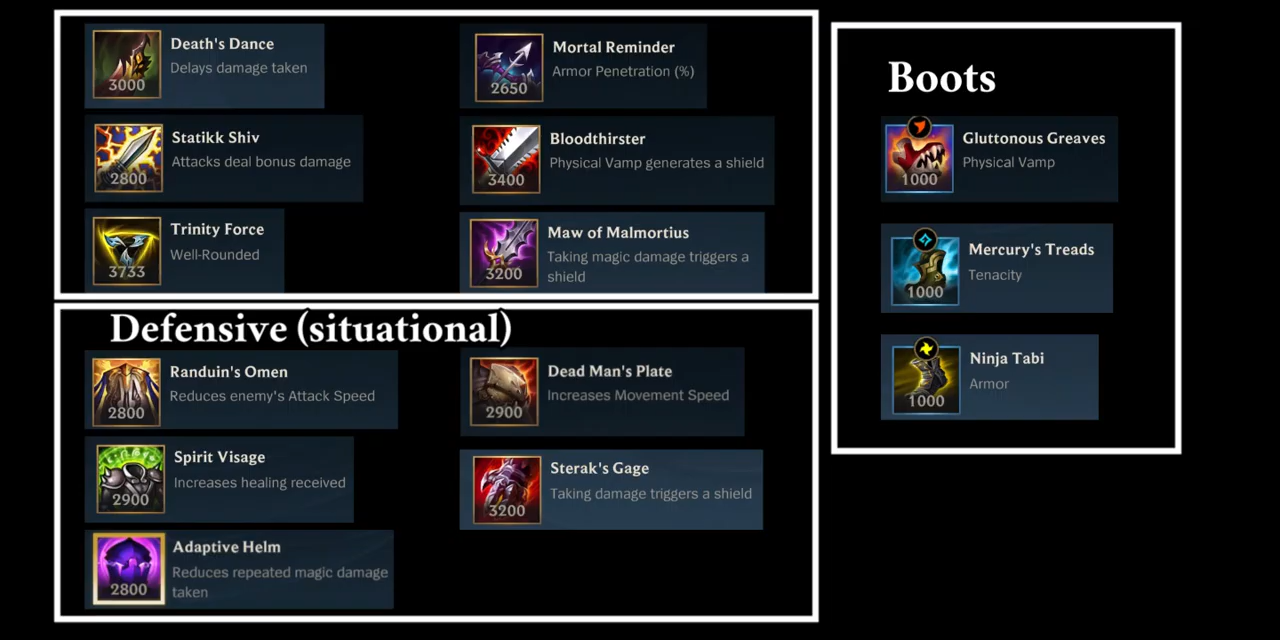 Death's Dance
Delays damage taken
3000
Mortal Reminder
Armor Penetration (%)
2650
Statikk Shiv
Attacks deal bonus damage
2800
Bloodthirster
Physical Vamp generates a shield
3400
Trinity Force
Well-Rounded
3733
Maw of Malmortius
Taking magic damage triggers a
shield
3200
Defensive (situational)
Randuin's Omen
Reduces enemy's Attack Speed
2800
Dead Man's Plate
Increases Movement Speed
2900
Spirit Visage
Increases healing received
2900
Sterak's Gage
Taking damage triggers a shield
3200
Adaptive Helm
Reduces repeated magic damage
taken
2800
Boots
Gluttonous Greaves
Physical Vamp
1000
Mercury's Treads
Tenacity
1000
Ninja Tabi
Armor
1000